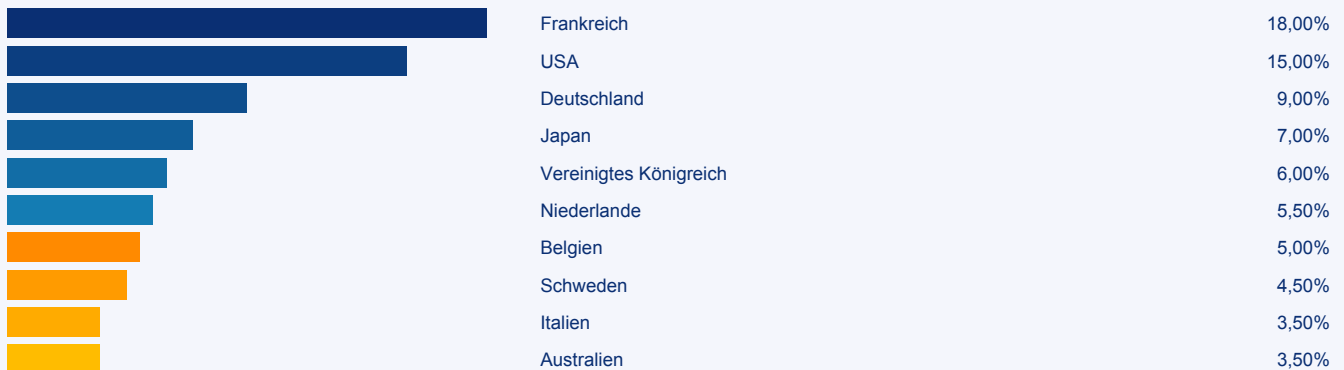 Frankreich 18,00%
USA 15,00%
Deutschland 9,00%
Japan 7,00%
Vereinigtes Königreich 6,00%
Niederlande 5,50%
Belgien 5,00%
Schweden 4,50%
Italien 3,50%
Australien 3,50%